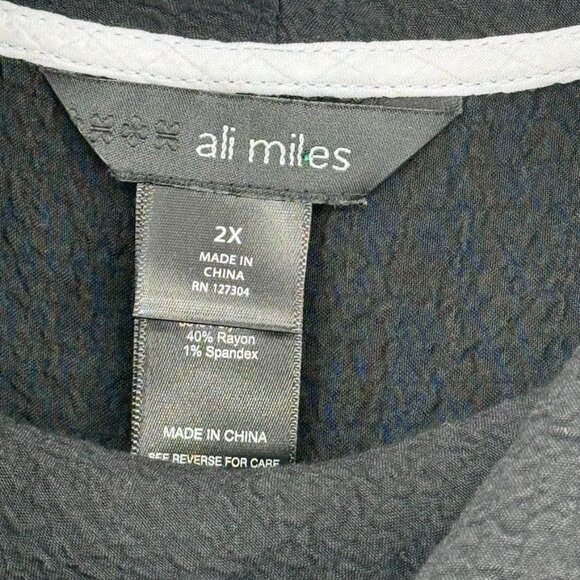 ali miles
2X
MADE IN
CHINA
RN 127304
40% Rayon
1% Spandex
MADE IN CHINA
SEE REVERSE FOR CARE